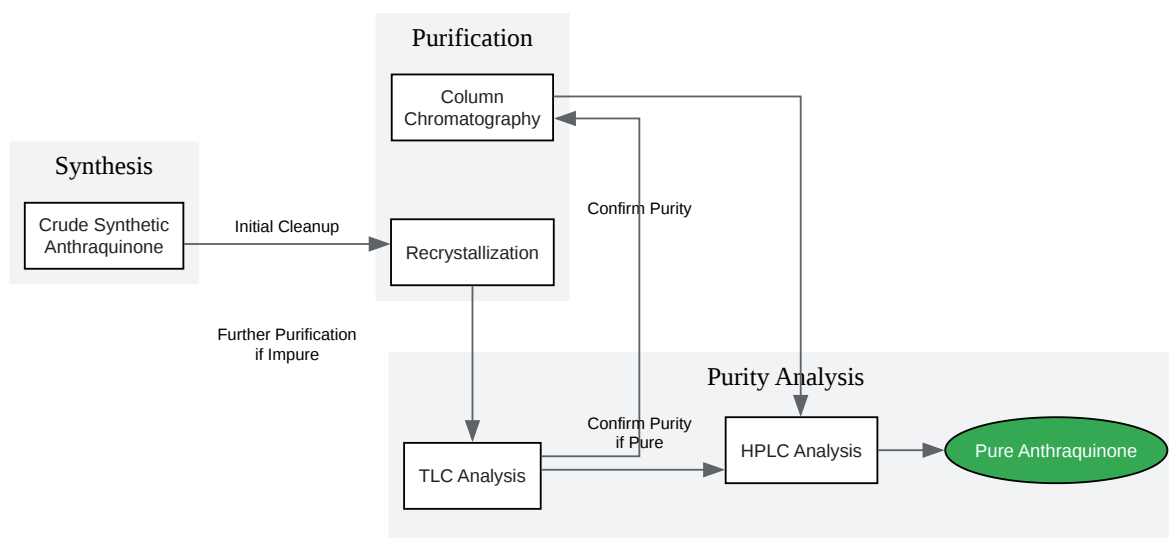 Purification
Column
Chromatography
Synthesis
Crude Synthetic
Anthraquinone
Initial Cleanup
Confirm Purity
Recrystallization
Further Purification
if Impure
Purity Analysis
Confirm Purity
if Pure
TLC Analysis
HPLC Analysis
Pure Anthraquinone